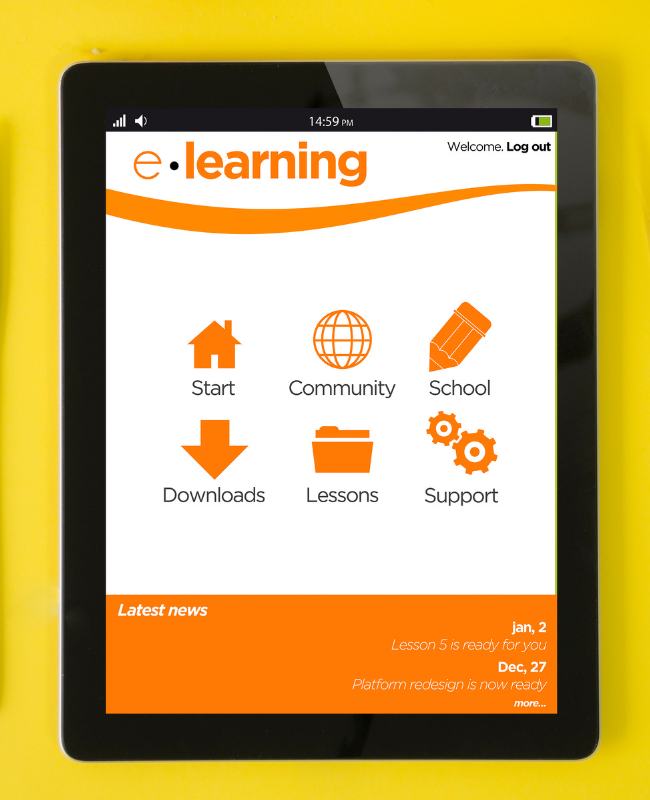 14:59 PM
Welcome. Log out
e•learning
Start
Community
School
Downloads
Lessons
Support
Latest news
jan, 2
Lesson 5 is ready for you
Dec, 27
Platform redesign is now ready
more...